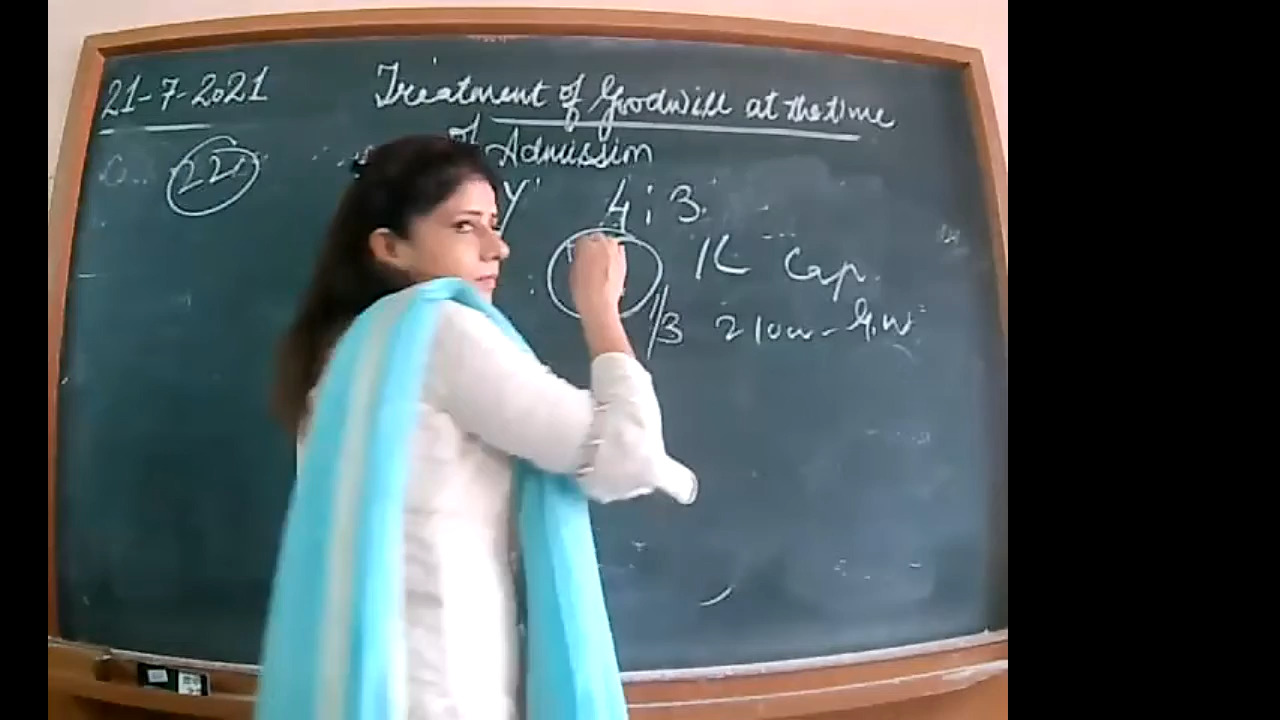 21-7-2021
Treatment of Goodwill at the time
of Admission
221
Y 4:3
1L Cap.
1/3 2100- G.W